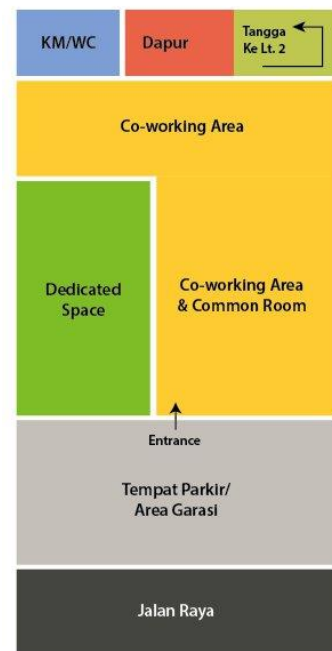 KM/WC
Dapur
Tangga
Ke Lt. 2
Co-working Area
Dedicated
Space
Co-working Area
& Common Room
Entrance
Tempat Parkir/
Area Garasi
Jalan Raya